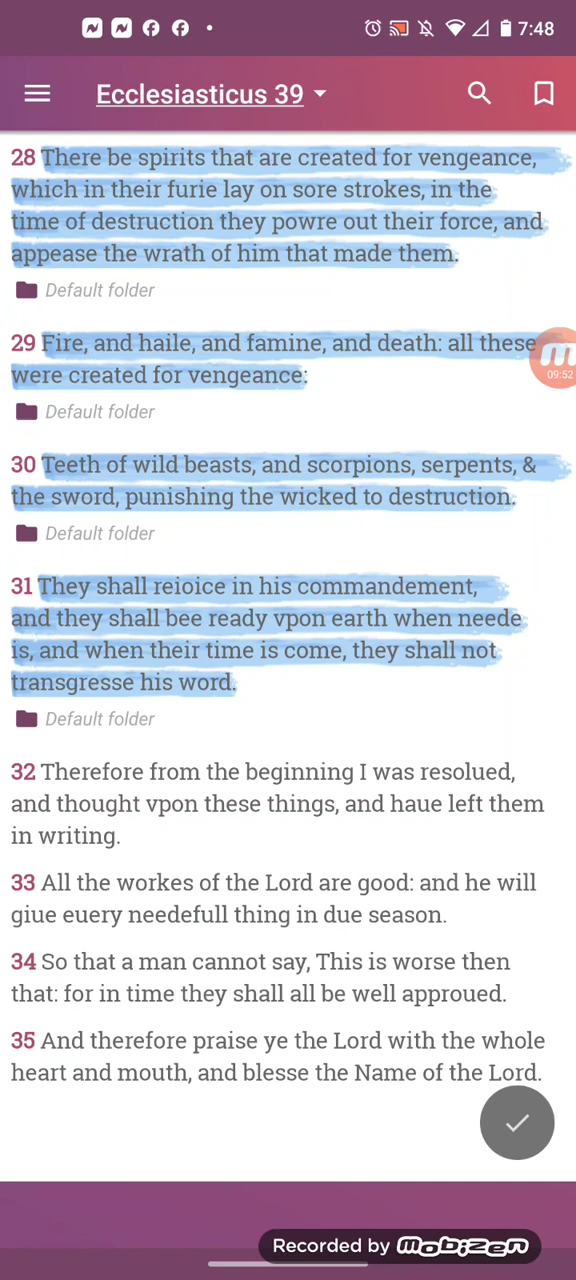 7:48
Ecclesiasticus 39
28 There be spirits that are created for vengeance,
which in their furie lay on sore strokes, in the
time of destruction they powre out their force, and
appease the wrath of him that made them.
Default folder
29 Fire, and haile, and famine, and death: all these
were created for vengeance:
09:52
Default folder
30 Teeth of wild beasts, and scorpions, serpents, &
the sword, punishing the wicked to destruction.
Default folder
31 They shall reioice in his commandement,
and they shall bee ready vpon earth when neede
is, and when their time is come, they shall not
transgresse his word.
Default folder
32 Therefore from the beginning I was resolued,
and thought vpon these things, and haue left them
in writing.
33 All the workes of the Lord are good: and he will
giue euery needefull thing in due season.
34 So that a man cannot say, This is worse then
that: for in time they shall all be well approued.
35 And therefore praise ye the Lord with the whole
heart and mouth, and blesse the Name of the Lord.
Recorded by mobizen